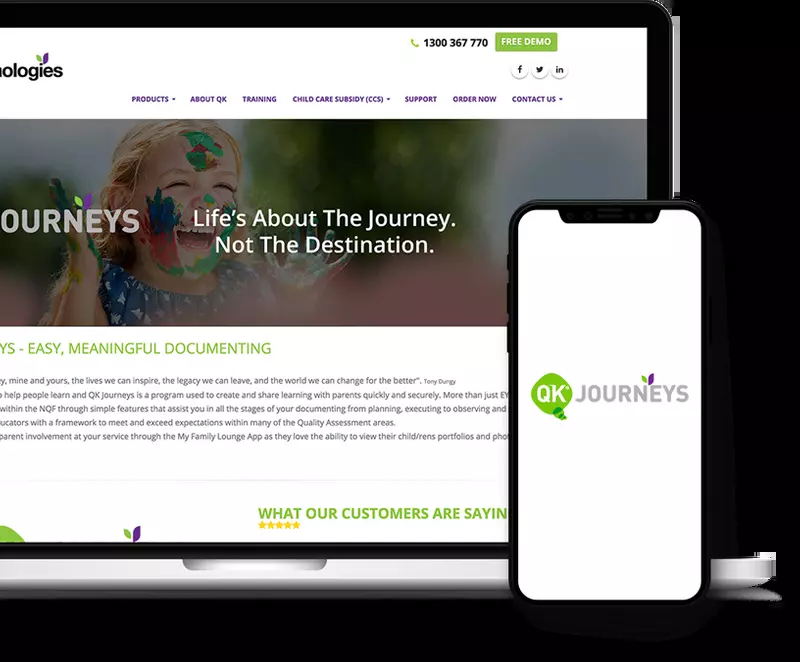 1300 367 770 FREE DEMO
nologies
PRODUCTS ABOUT QK TRAINING CHILD CARE SUBSIDY (CCS) SUPPORT ORDER NOW CONTACT US
OURNEYS
Life's About The Journey.
Not The Destination.
YS - EASY, MEANINGFUL DOCUMENTING
ey, mine and yours, the lives we can inspire, the legacy we can leave, and the world we can change for the better". Tony Dungy
o help people learn and QK Journeys is a program used to create and share learning with parents quickly and securely. More than just EY
within the NQF through simple features that assist you in all the stages of your documenting from planning, executing to observing and
ducators with a framework to meet and exceed expectations within many of the Quality Assessment areas.
parent involvement at your service through the My Family Lounge App as they love the ability to view their child/rens portfolios and phot
WHAT OUR CUSTOMERS ARE SAYIN
QK JOURNEYS